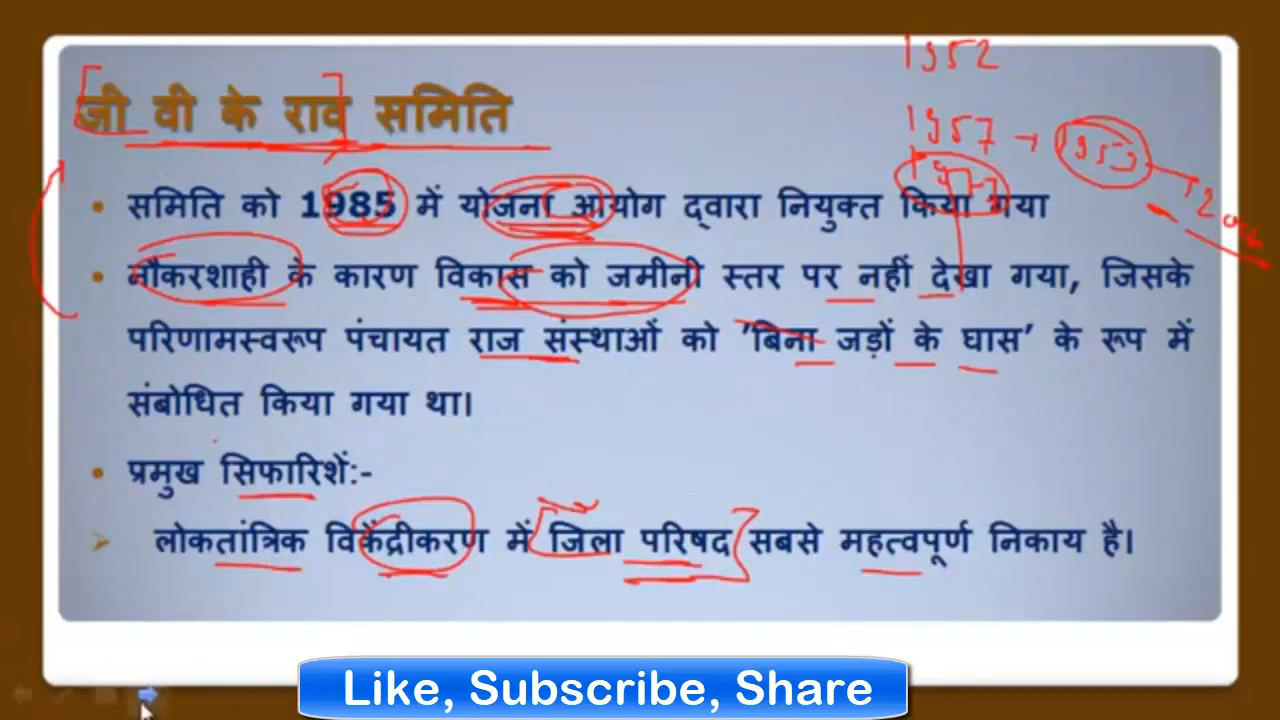 1952
जी वी के राव समिति
1957
1959
समिति को 1985 में योजना आयोग द्वारा नियुक्त किया गया
नौकरशाही के कारण विकास को जमीनी स्तर पर नहीं देखा गया, जिसके
परिणामस्वरूप पंचायत राज संस्थाओं को 'बिना जड़ों के घास' के रूप में
संबोधित किया गया था।
प्रमुख सिफारिशें:-
लोकतांत्रिक विकेंद्रीकरण में जिला परिषद सबसे महत्वपूर्ण निकाय है।
Like, Subscribe, Share